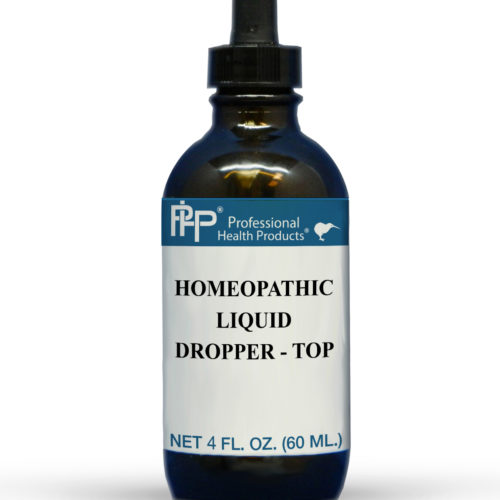 PHP® Professional
Health Products®
HOMEOPATHIC
LIQUID
DROPPER - TOP
NET 4 FL. OZ. (60 ML.)